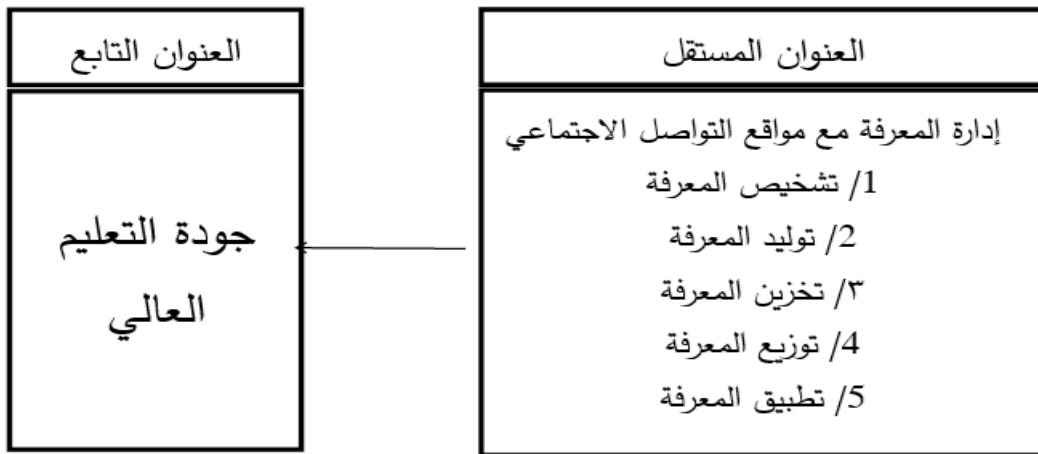 العنوان المستقل
إدارة المعرفة مع مواقع التواصل الاجتماعي
1/ تشخيص المعرفة
2/ توليد المعرفة
٣/ تخزين المعرفة
4/ توزيع المعرفة
5/ تطبيق المعرفة
العنوان التابع
جودة التعليم
العالي